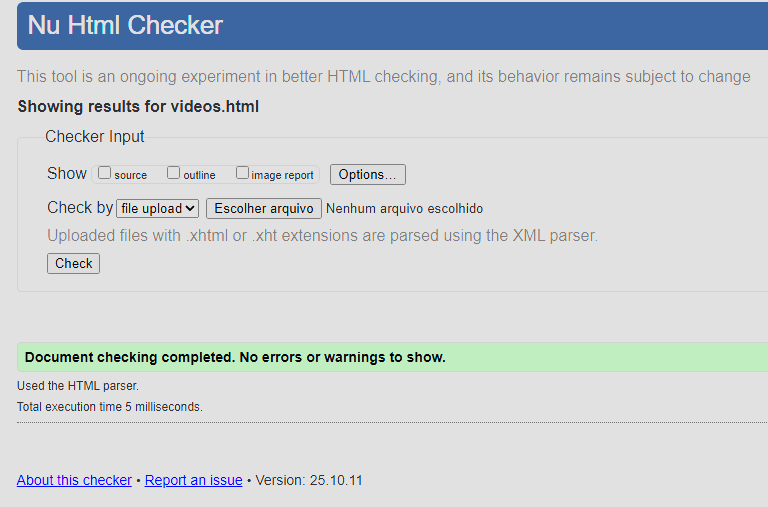 Nu Html Checker
This tool is an ongoing experiment in better HTML checking, and its behavior remains subject to change
Showing results for videos.html
Checker Input
Show source outline image report Options...
Check by file upload Escolher arquivo Nenhum arquivo escolhido
Uploaded files with .xhtml or .xht extensions are parsed using the XML parser.
Check
Document checking completed. No errors or warnings to show.
Used the HTML parser.
Total execution time 5 milliseconds.
About this checker • Report an issue • Version: 25.10.11